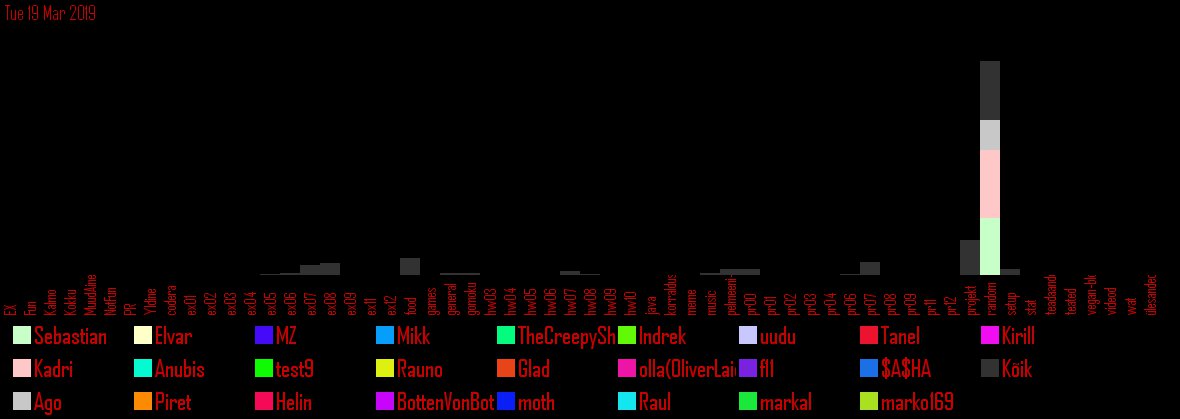 Tue 19 Mar 2019
EX
Fun
Kalmo
Kokku
MuudAine
NotFun
PR
Yldine
codera
ex01
ex02
ex03
ex04
ex05
ex06
ex07
ex08
ex09
ex11
ex12
food
games
general
gomoku
hw03
hw04
hw05
hw06
hw07
hw08
hw09
hw10
java
korraldus
meme
music
pelmeeni-
pr00
pr01
pr02
pr03
pr04
pr06
pr07
pr08
pr09
pr11
pr12
projekt
random
setup
stat
teadaandi
teated
vegan-bk
videod
wat
ülesandec
Sebastian Elvar MZ Mikk TheCreepySh Indrek uudu Tanel Kirill
Kadri Anubis test9 Rauno Glad olla(OliverLai fl1 $A$HA Kõik
Ago Piret Helin BottenVonBot moth Raul markal marko169